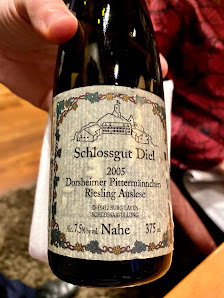 Schlossgut Diel
2005
Dorsheimer Pittermännchen
Riesling Auslese
Alc. 7,5% vol. Nahe 375 ml